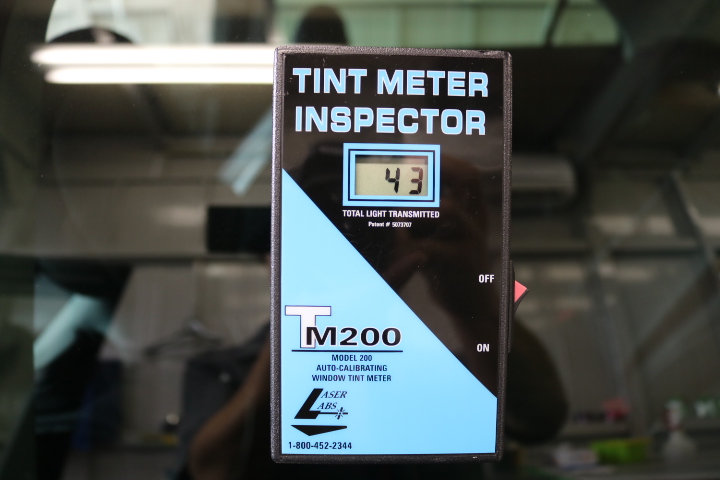 TINT METER
INSPECTOR
43
TOTAL LIGHT TRANSMITTED
Patent # 5073707
OFF
TM200
ON
MODEL 200
AUTO-CALIBRATING
WINDOW TINT METER
LASER
LABS
1-800-452-2344